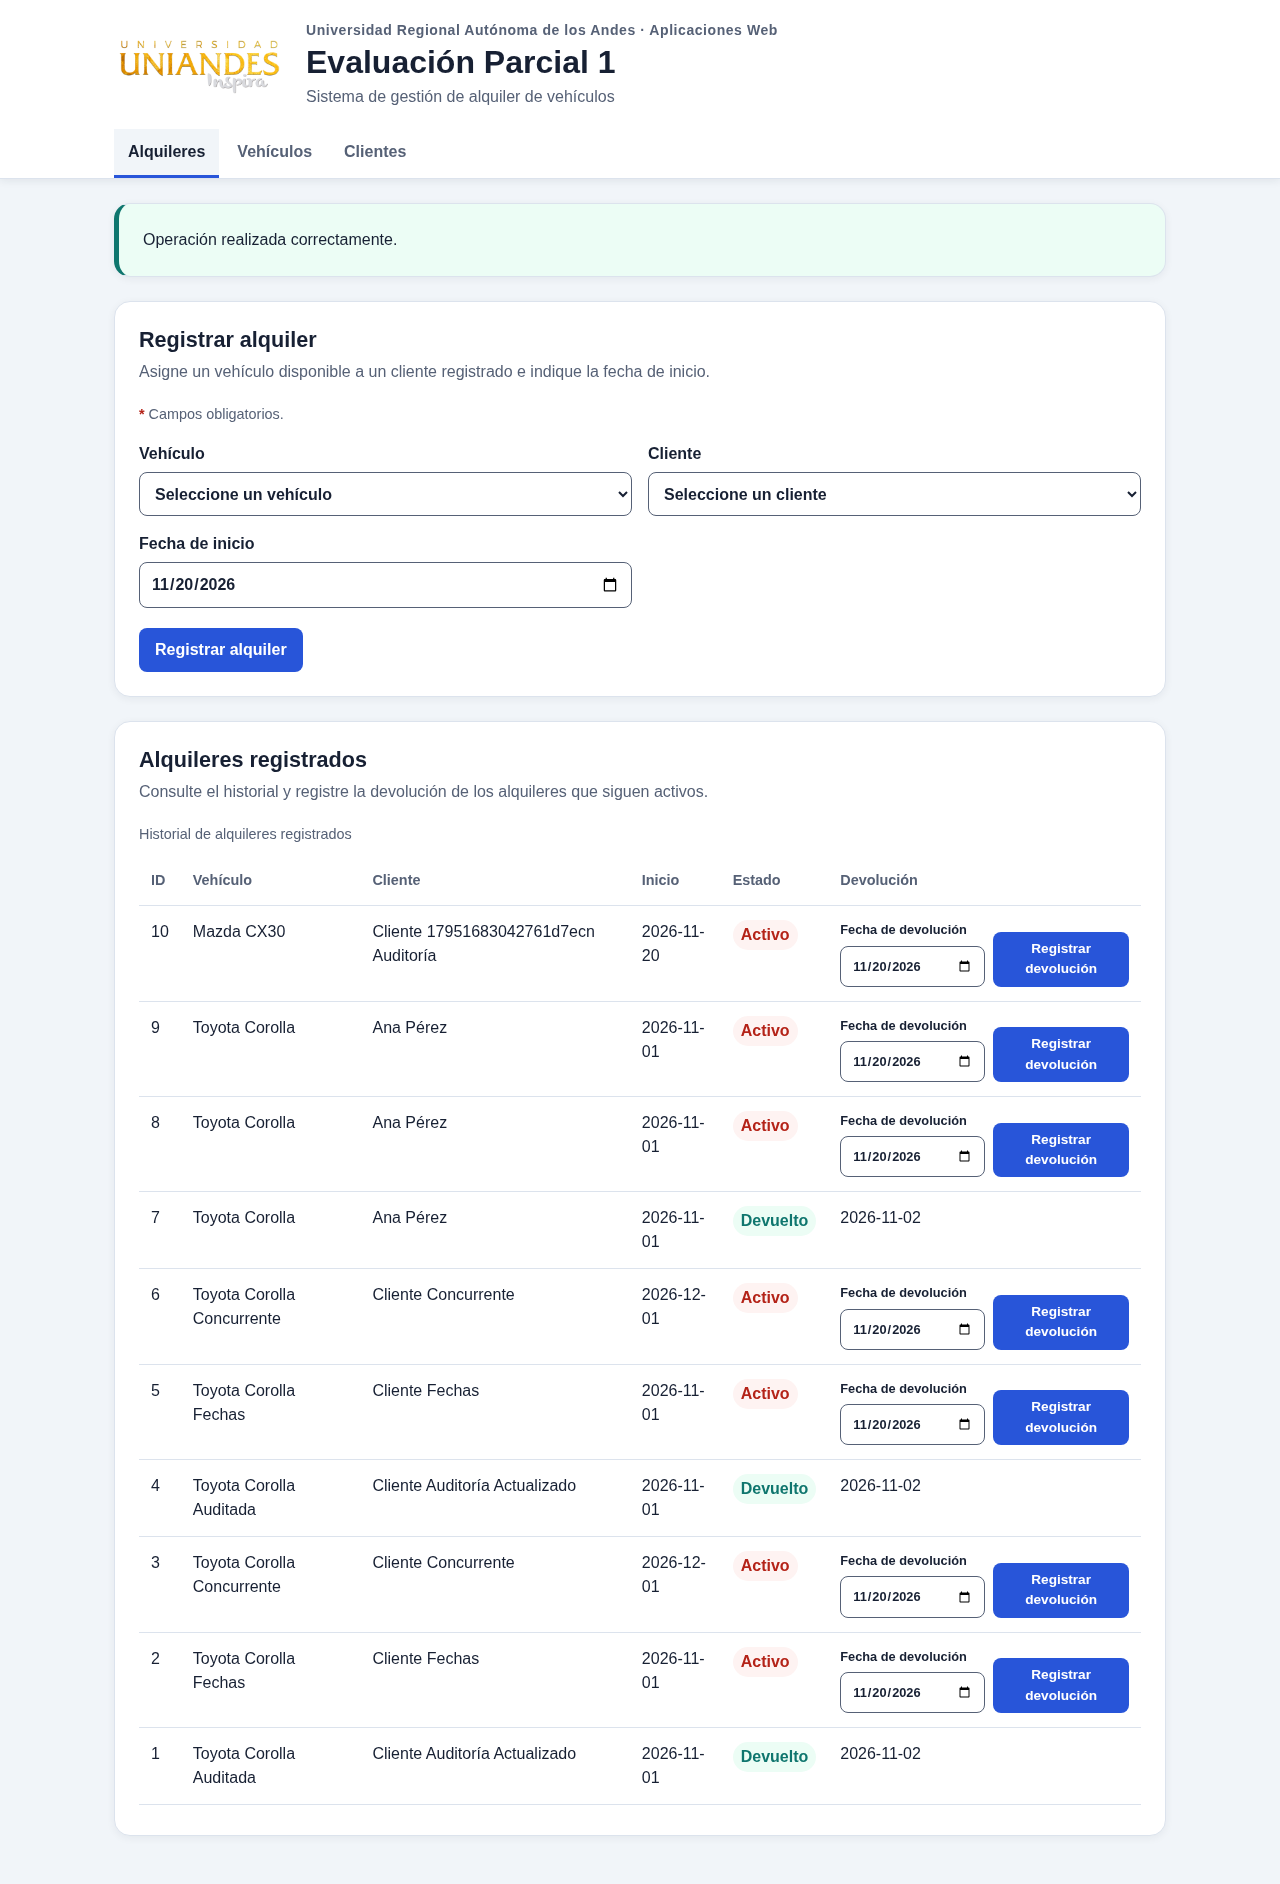 Universidad Regional Autónoma de los Andes · Aplicaciones Web
UNIVERSIDAD
UNIANDES
Inspira
Evaluación Parcial 1
Sistema de gestión de alquiler de vehículos
Alquileres Vehículos Clientes
Operación realizada correctamente.
Registrar alquiler
Asigne un vehículo disponible a un cliente registrado e indique la fecha de inicio.
* Campos obligatorios.
Vehículo Cliente
Seleccione un vehículo Seleccione un cliente
Fecha de inicio
11/20/2026
Registrar alquiler
Alquileres registrados
Consulte el historial y registre la devolución de los alquileres que siguen activos.
Historial de alquileres registrados
ID Vehículo Cliente Inicio Estado Devolución
10 Mazda CX30 Cliente 17951683042761d7ecn Auditoría 2026-11-20 Activo Fecha de devolución 11/20/2026 Registrar devolución
9 Toyota Corolla Ana Pérez 2026-11-01 Activo Fecha de devolución 11/20/2026 Registrar devolución
8 Toyota Corolla Ana Pérez 2026-11-01 Activo Fecha de devolución 11/20/2026 Registrar devolución
7 Toyota Corolla Ana Pérez 2026-11-01 Devuelto 2026-11-02
6 Toyota Corolla Concurrente Cliente Concurrente 2026-12-01 Activo Fecha de devolución 11/20/2026 Registrar devolución
5 Toyota Corolla Fechas Cliente Fechas 2026-11-01 Activo Fecha de devolución 11/20/2026 Registrar devolución
4 Toyota Corolla Auditada Cliente Auditoría Actualizado 2026-11-01 Devuelto 2026-11-02
3 Toyota Corolla Concurrente Cliente Concurrente 2026-12-01 Activo Fecha de devolución 11/20/2026 Registrar devolución
2 Toyota Corolla Fechas Cliente Fechas 2026-11-01 Activo Fecha de devolución 11/20/2026 Registrar devolución
1 Toyota Corolla Auditada Cliente Auditoría Actualizado 2026-11-01 Devuelto 2026-11-02